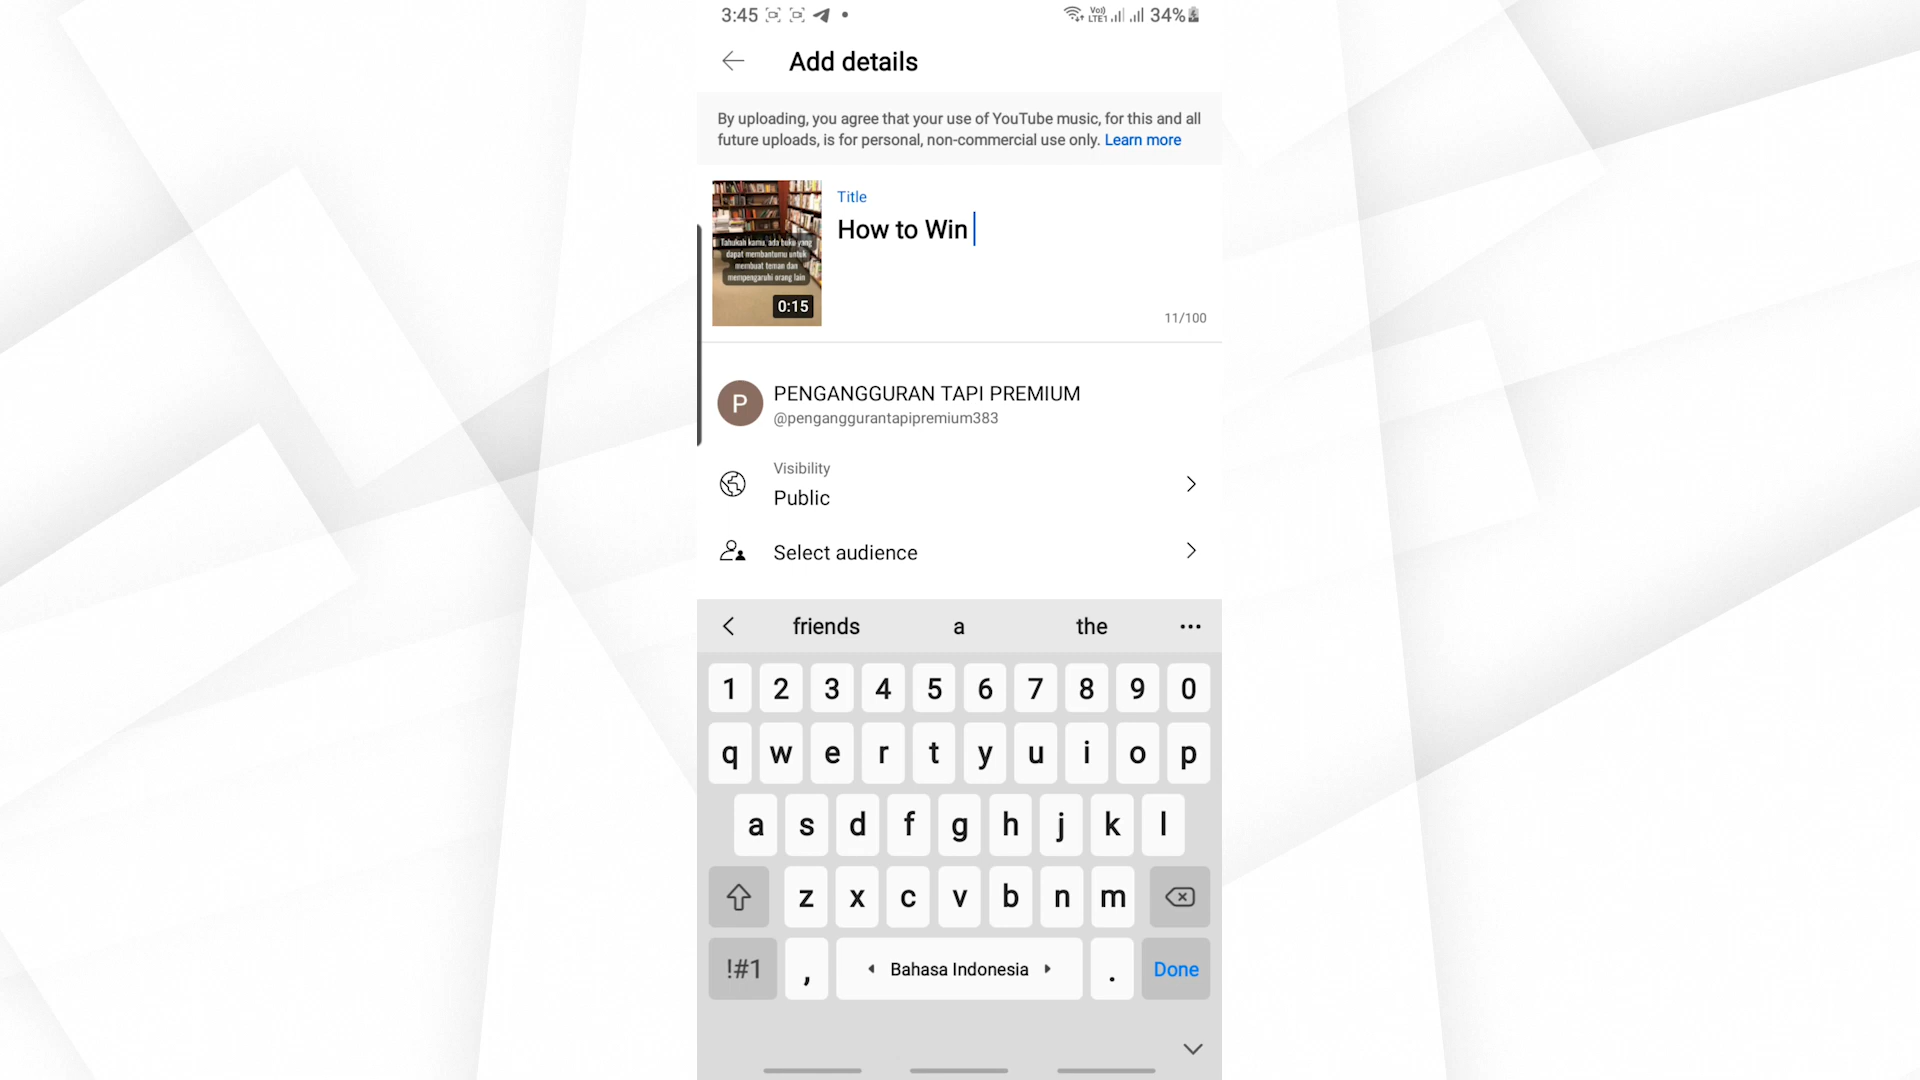 3:45
Vo))
LTE1
34%
Add details
By uploading, you agree that your use of YouTube music, for this and all
future uploads, is for personal, non-commercial use only. Learn more
Tahukah kamu, ada buku yang
dapat membantumu untuk
membuat teman dan
mempengaruhi orang lain
0:15
Title
How to Win
11/100
P
PENGANGGURAN TAPI PREMIUM
@penganggurantapipremium383
Visibility
Public
Select audience
friends a the
1 2 3 4 5 6 7 8 9 0
q w e r t y u i o p
a s d f g h j k l
z x c v b n m
!#1 , Bahasa Indonesia . Done